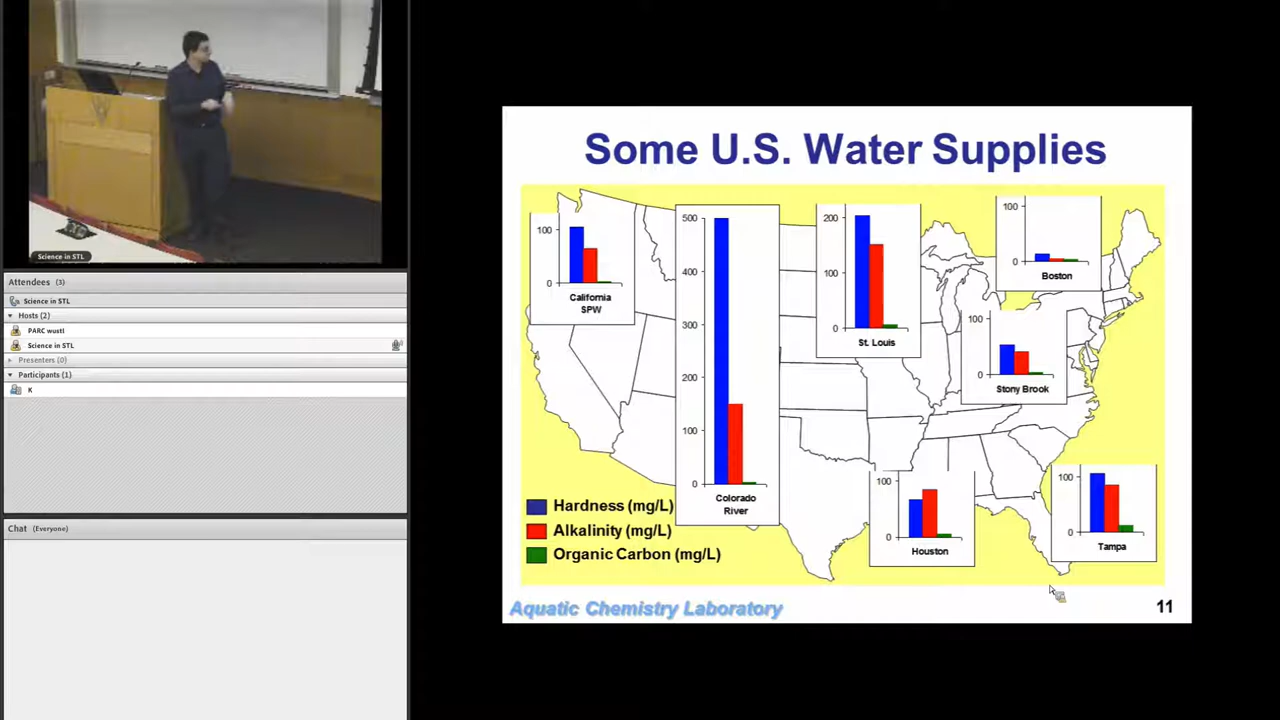 Science in STL
Attendees (3)
Science in STL
Hosts (2)
PARC wustl
Science in STL
Presenters (0)
Participants (1)
K
Chat (Everyone)
Some U.S. Water Supplies
100
0
California
SPW
500
400
300
200
100
0
Colorado
River
200
100
0
St. Louis
100
0
Boston
100
0
Stony Brook
100
0
Houston
100
0
Tampa
Hardness (mg/L)
Alkalinity (mg/L)
Organic Carbon (mg/L)
Aquatic Chemistry Laboratory
11